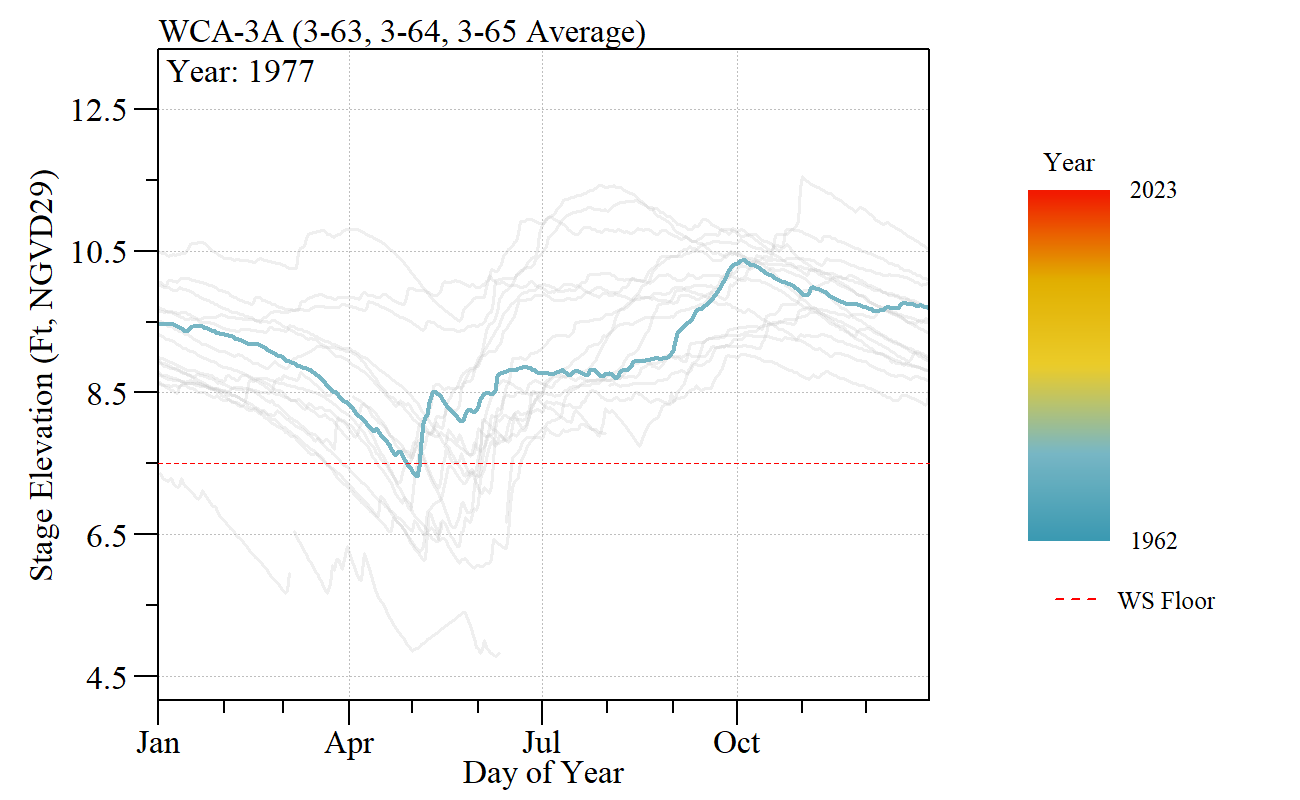 WCA-3A (3-63, 3-64, 3-65 Average)
Year: 1977
12.5
10.5
8.5
6.5
4.5
Stage Elevation (Ft, NGVD29)
Jan
Apr
Jul
Oct
Day of Year
Year
2023
1962
WS Floor